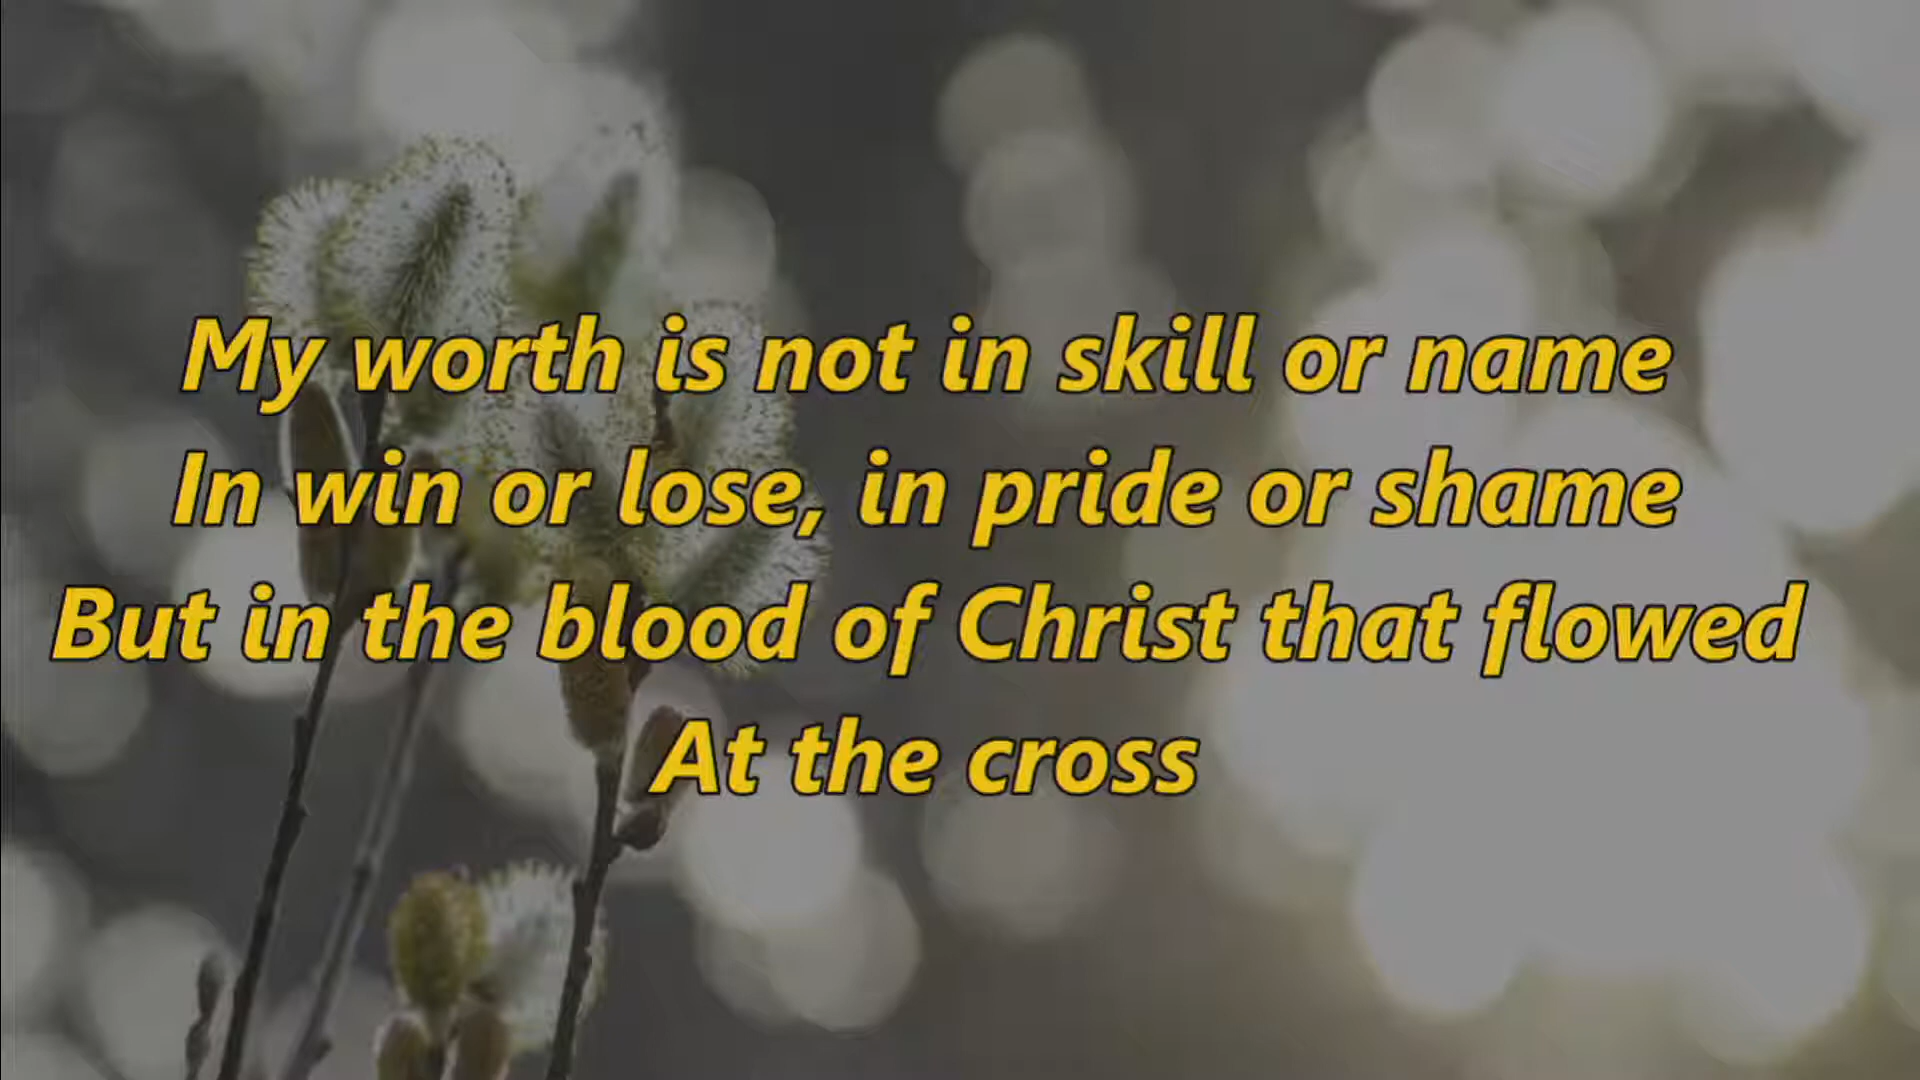 My worth is not in skill or name
In win or lose, in pride or shame
But in the blood of Christ that flowed
At the cross